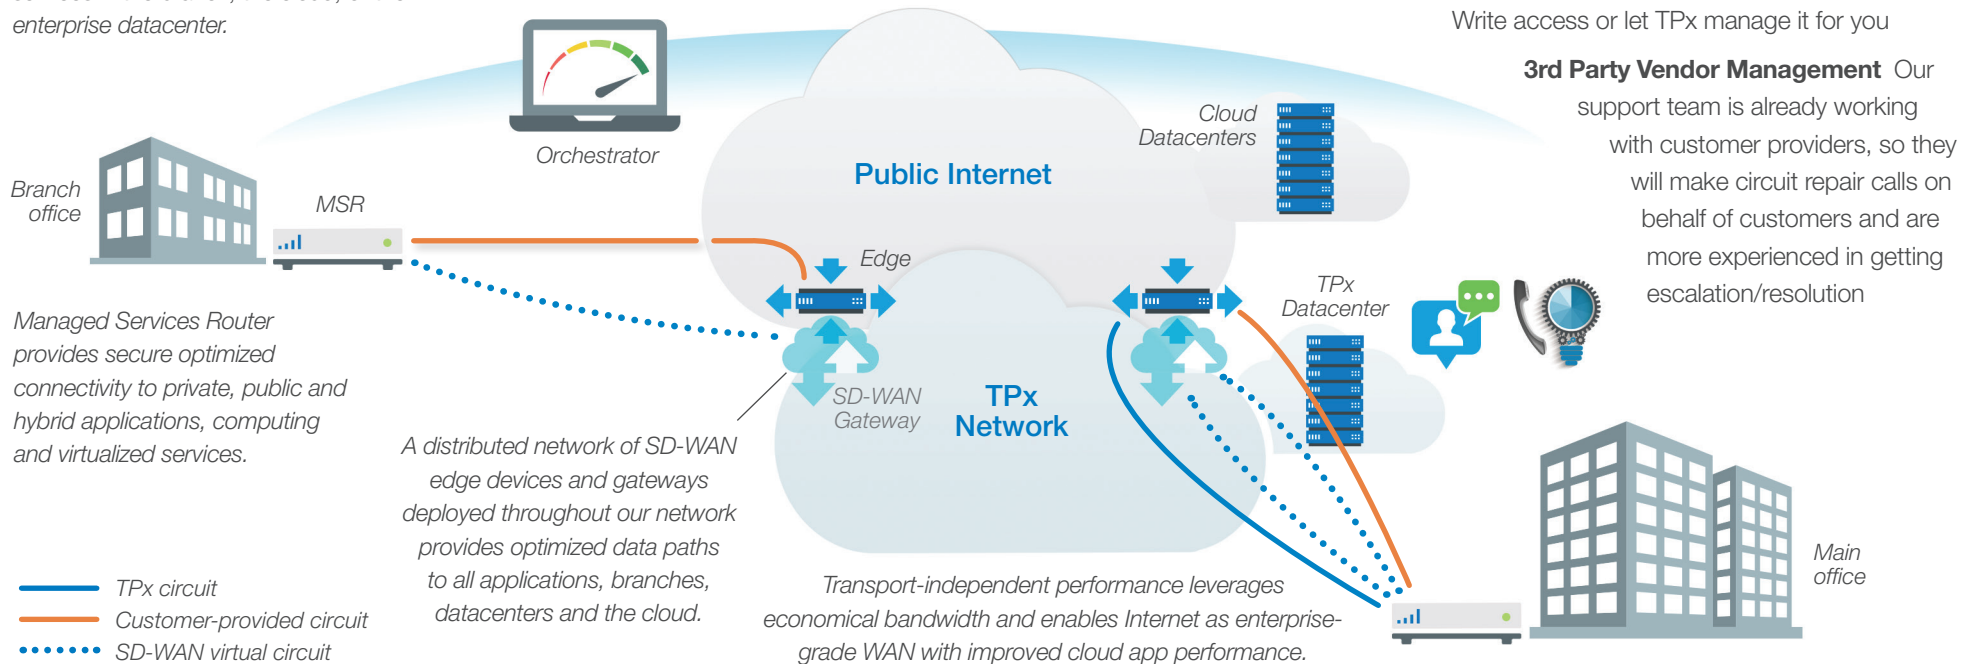 enterprise datacenter.
Write access or let TPx manage it for you
3rd Party Vendor Management Our
support team is already working
with customer providers, so they
will make circuit repair calls on
behalf of customers and are
more experienced in getting
escalation/resolution
Orchestrator
Cloud
Datacenters
Public Internet
Branch
office
MSR
Edge
TPx
Datacenter
Managed Services Router
provides secure optimized
connectivity to private, public and
hybrid applications, computing
and virtualized services.
SD-WAN
Gateway
TPx
Network
A distributed network of SD-WAN
edge devices and gateways
deployed throughout our network
provides optimized data paths
to all applications, branches,
datacenters and the cloud.
Main
office
TPx circuit
Customer-provided circuit
SD-WAN virtual circuit
Transport-independent performance leverages
economical bandwidth and enables Internet as enterprise-
grade WAN with improved cloud app performance.